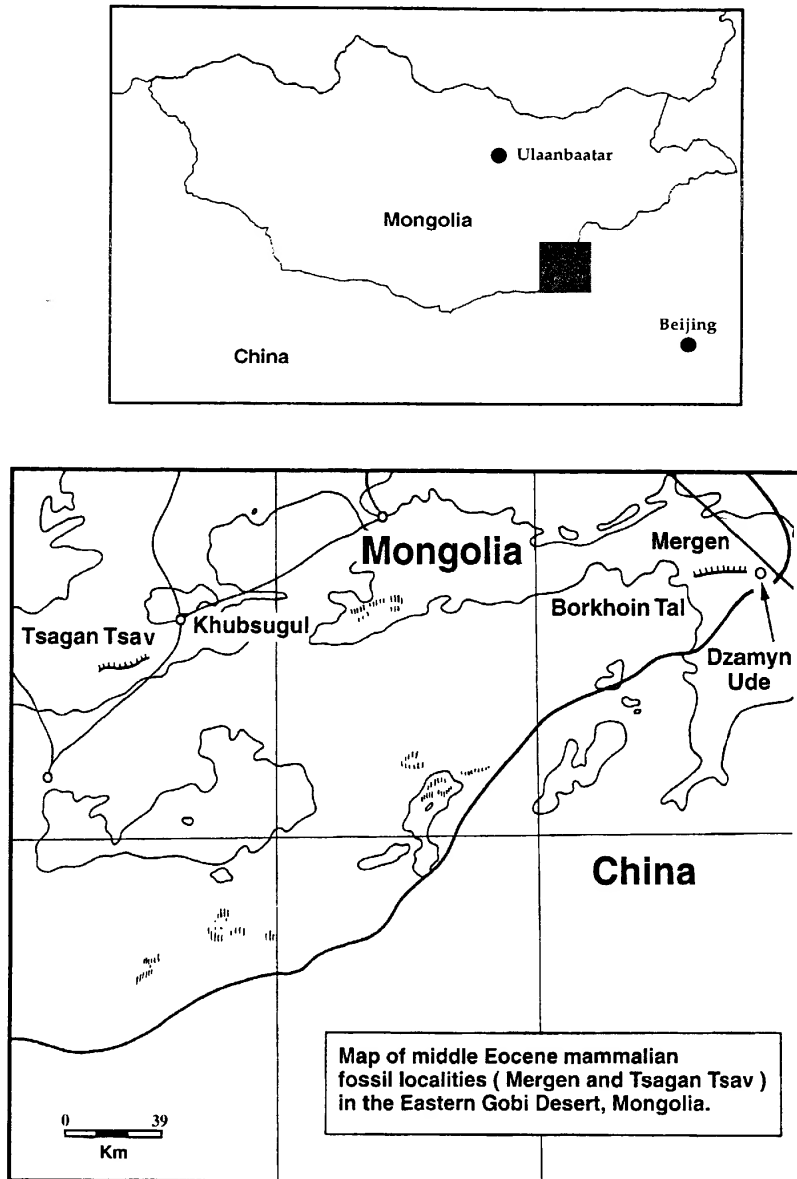 Ulaanbaatar
Mongolia
Beijing
China
Mongolia
Mergen
Khubsugul
Borkhoin Tal
Tsagan Tsav
Dzamyn
Ude
China
Map of middle Eocene mammalian
fossil localities ( Mergen and Tsagan Tsav )
in the Eastern Gobi Desert, Mongolia.
0 39
Km